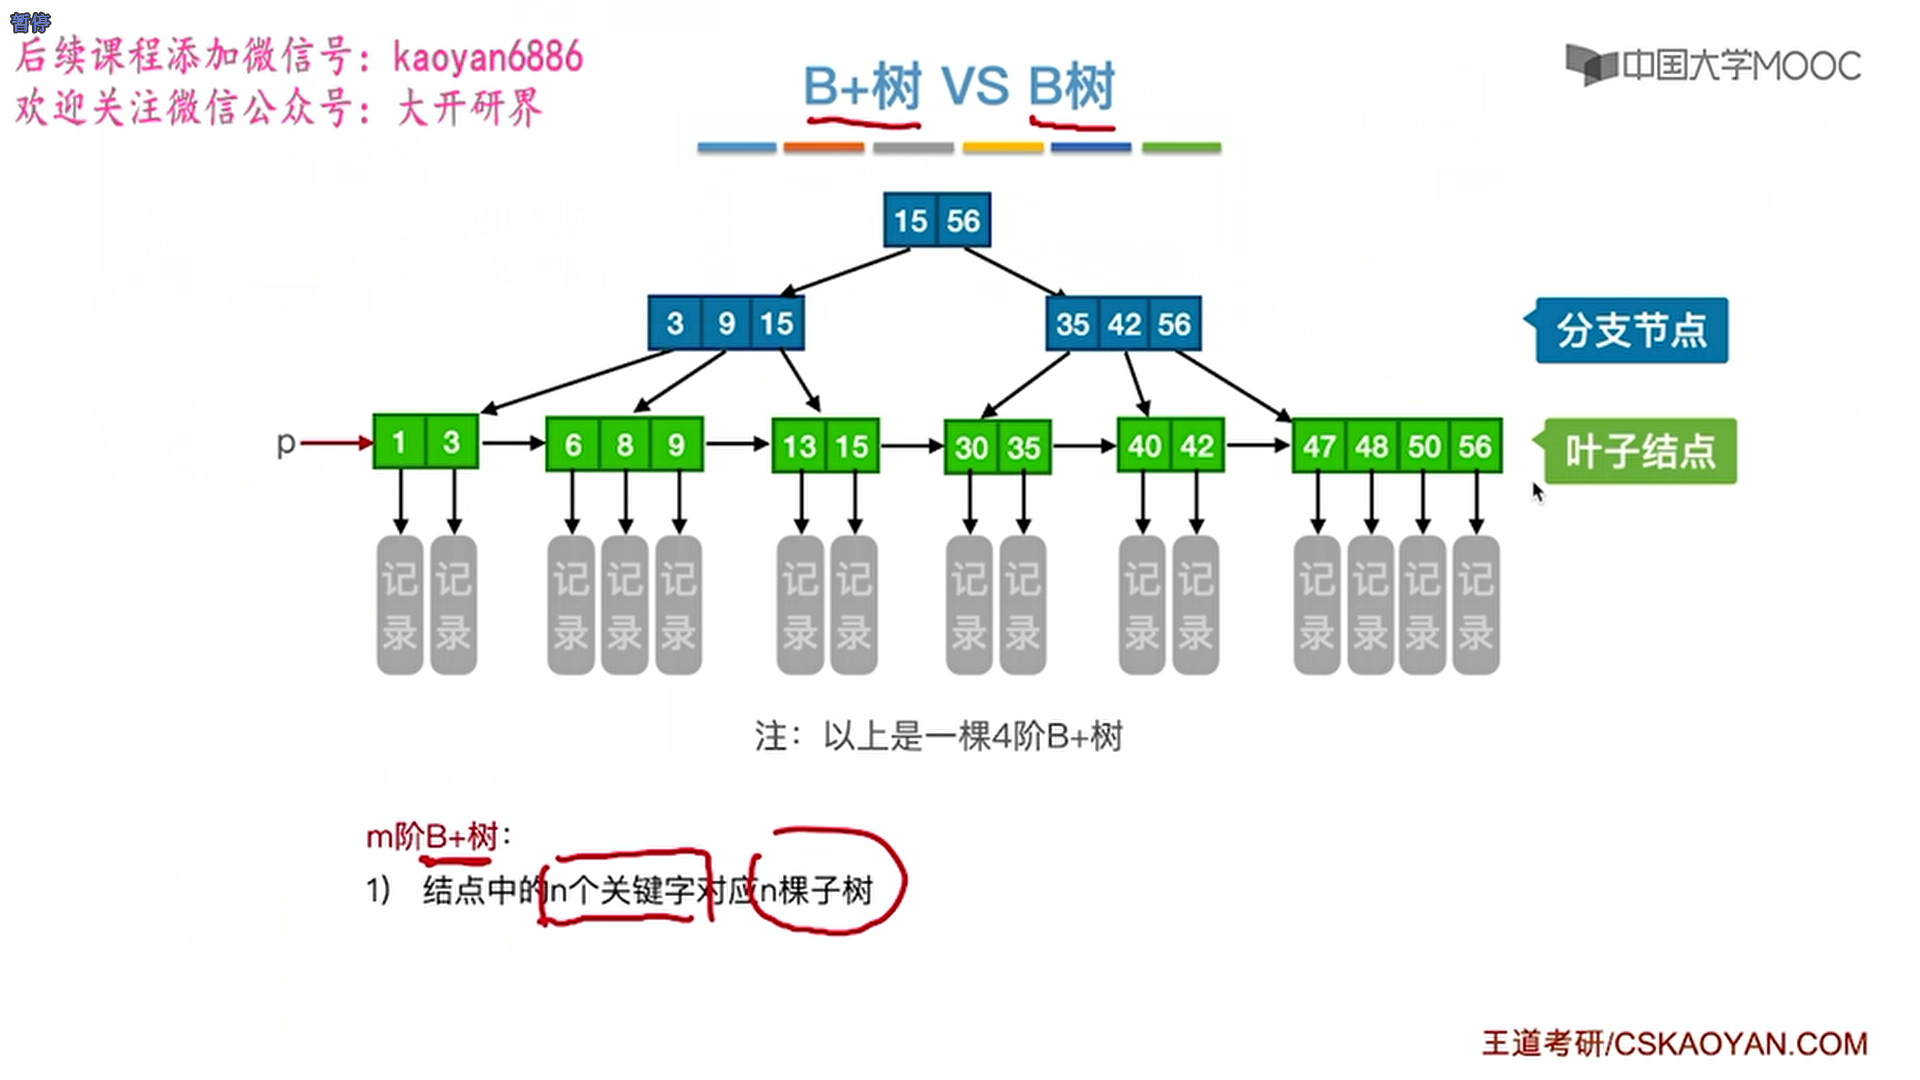 暂停
后续课程添加微信号：kaoyan6886
欢迎关注微信公众号：大开研界
中国大学MOOC
B+树 VS B树
15 56
3 9 15
35 42 56
分支节点
p
1 3
6 8 9
13 15
30 35
40 42
47 48 50 56
叶子结点
记录 记录 记录 记录 记录 记录 记录 记录 记录 记录 记录 记录 记录 记录 记录
注：以上是一棵4阶B+树
m阶B+树：
1） 结点中的n个关键字对应n棵子树
王道考研/CSKAOYAN.COM